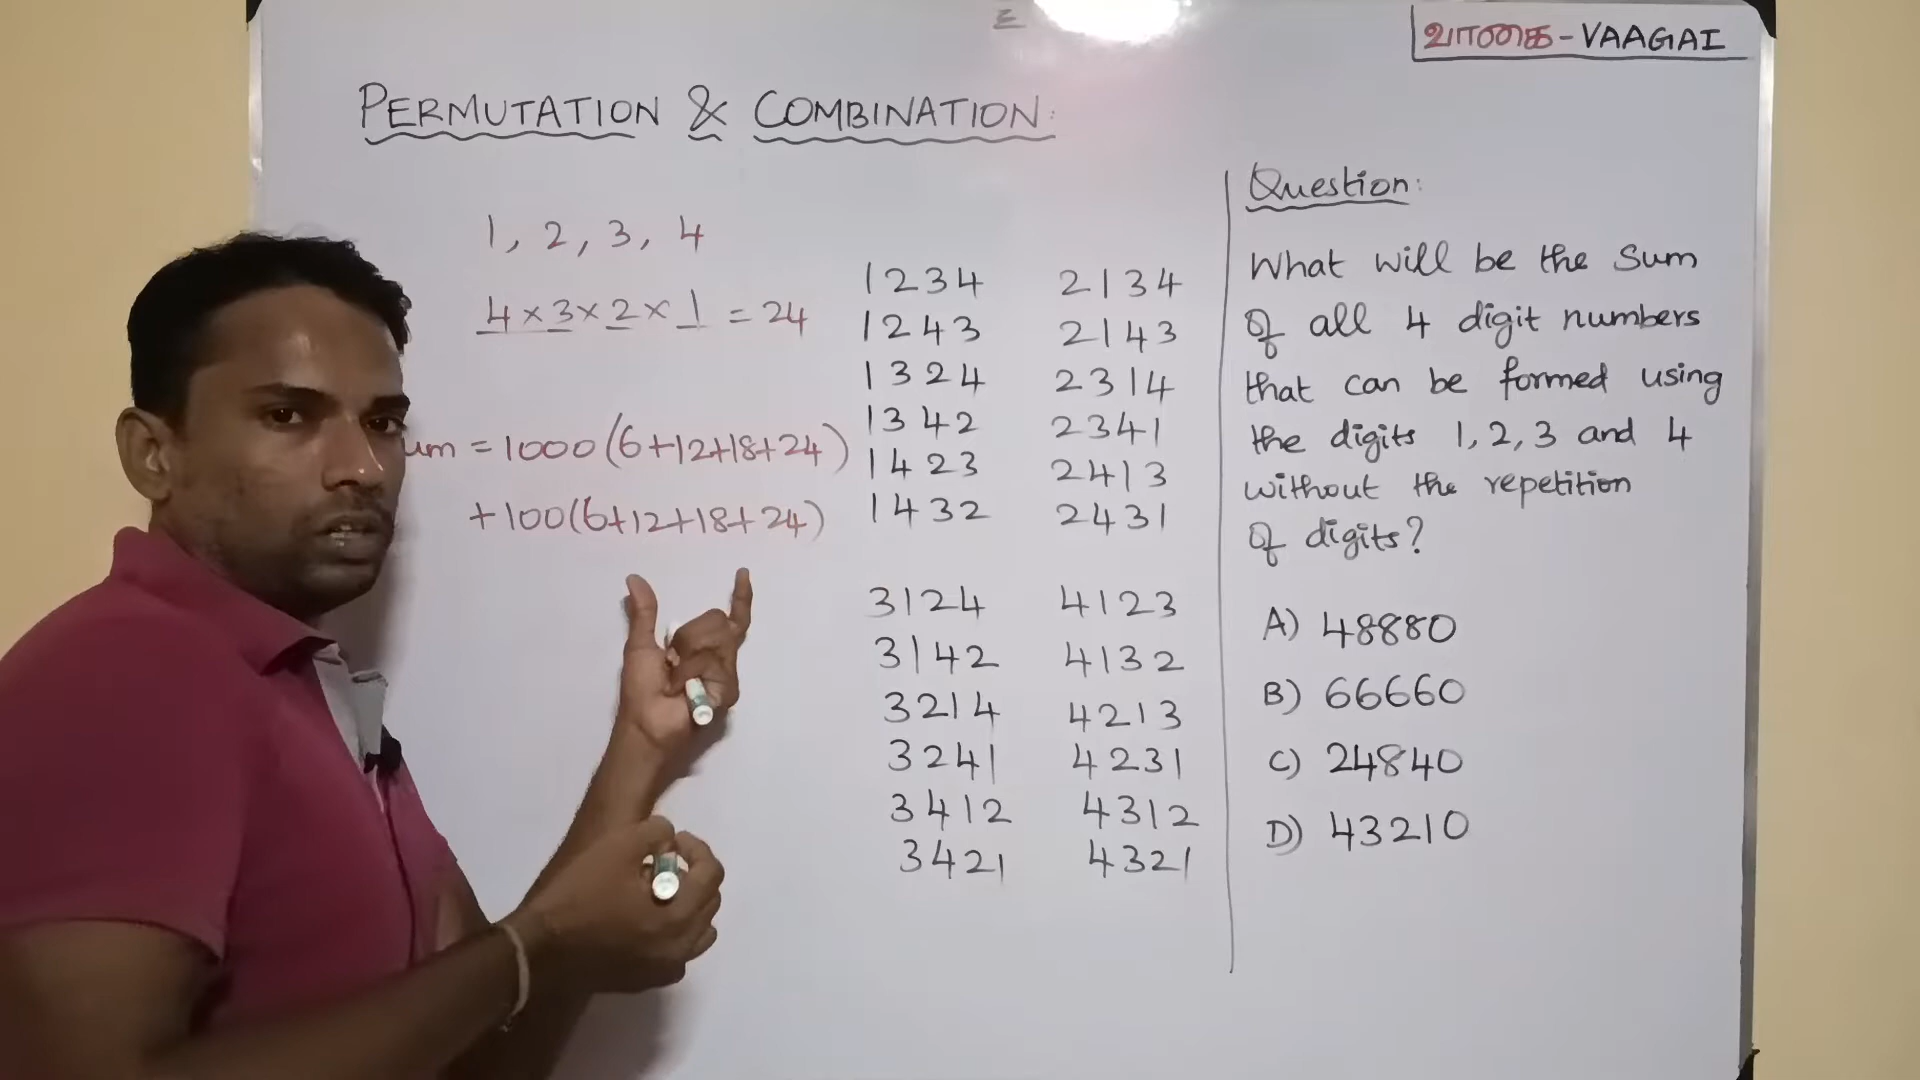 வாகை - VAAGAI
PERMUTATION & COMBINATION:
1, 2, 3, 4
4 × 3 × 2 × 1 = 24
um = 1000 (6+12+18+24)
+ 100 (6+12+18+24)
1234 2134
1243 2143
1324 2314
1342 2341
1423 2413
1432 2431
3124 4123
3142 4132
3214 4213
3241 4231
3412 4312
3421 4321
Question:
What will be the Sum
Of all 4 digit numbers
that can be formed using
the digits 1, 2, 3 and 4
without the repetition
Of digits?
A) 48880
B) 66660
C) 24840
D) 43210